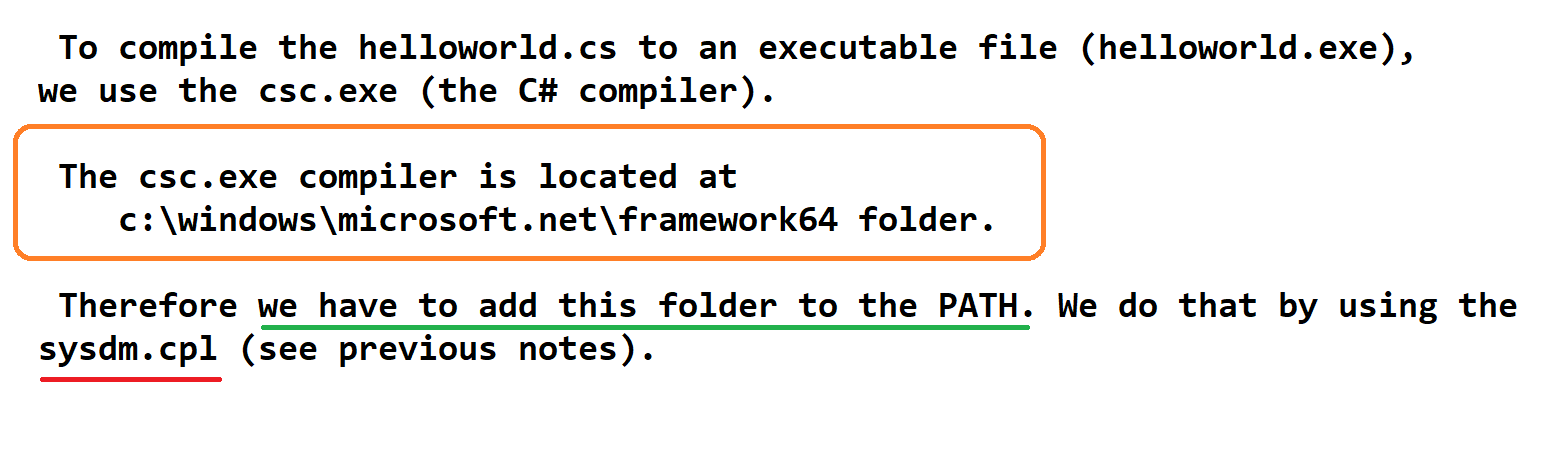 To compile the helloworld.cs to an executable file (helloworld.exe),
we use the csc.exe (the C# compiler).
The csc.exe compiler is located at
c:\windows\microsoft.net\framework64 folder.
Therefore we have to add this folder to the PATH. We do that by using the
sysdm.cpl (see previous notes).